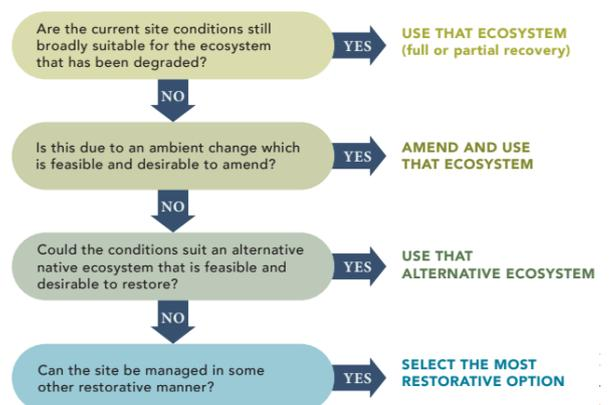 Are the current site conditions still
broadly suitable for the ecosystem
that has been degraded?
YES
USE THAT ECOSYSTEM
(full or partial recovery)
NO
Is this due to an ambient change which
is feasible and desirable to amend?
YES
AMEND AND USE
THAT ECOSYSTEM
NO
Could the conditions suit an alternative
native ecosystem that is feasible and
desirable to restore?
YES
USE THAT
ALTERNATIVE ECOSYSTEM
NO
Can the site be managed in some
other restorative manner?
YES
SELECT THE MOST
RESTORATIVE OPTION